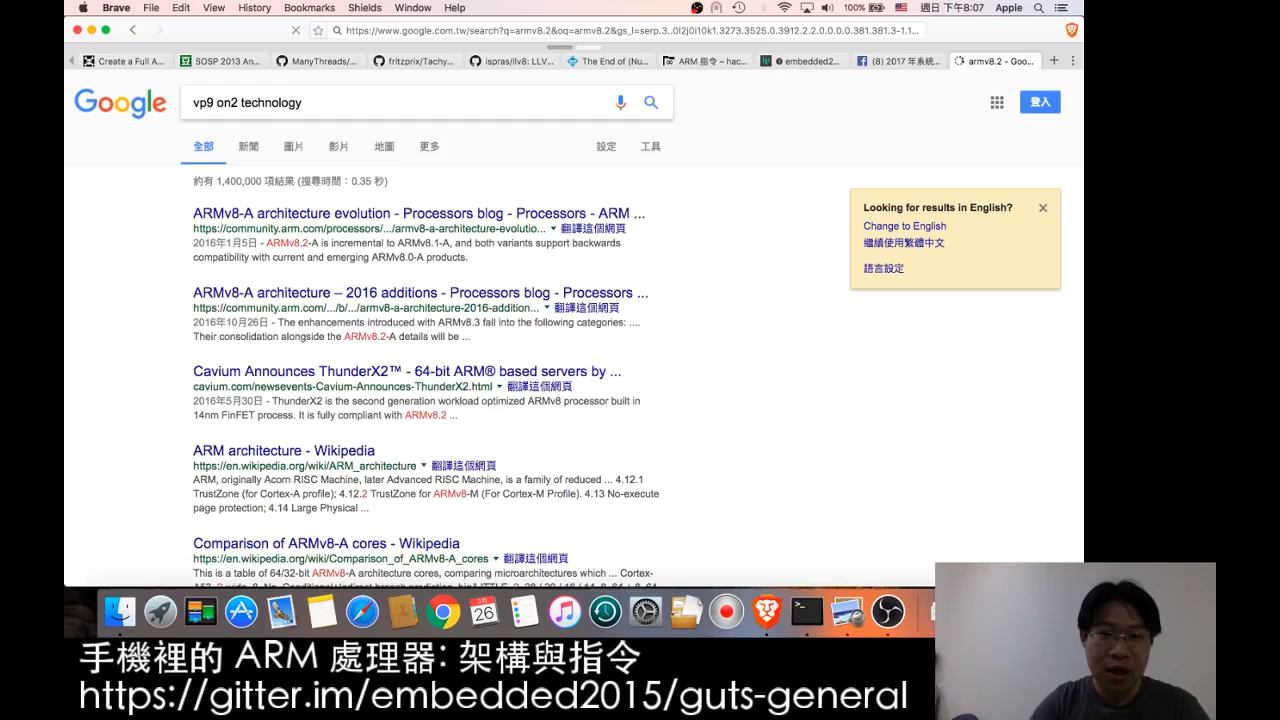 Brave File Edit View History Bookmarks Shields Window Help 100% 週日 下午8:07 Apple
https://www.google.com.tw/search?q=armv8.2&oq=armv8.2&gs_l=serp.3..0l2j0i10k1.3273.3525.0.3912.2.2.0.0.0.0.381.381.3-1.1...
Create a Full A... SOSP 2013 An... ManyThreads/... fritzprix/Tachy... ispras/llv8: LLV... The End of (Nu... ARM 指令 – hac... embedded2... (8) 2017 年系統... armv8.2 - Goo...
Google vp9 on2 technology 登入
全部 新聞 圖片 影片 地圖 更多 設定 工具
約有 1,400,000 項結果 (搜尋時間：0.35 秒)
ARMv8-A architecture evolution - Processors blog - Processors - ARM ...
https://community.arm.com/processors/.../armv8-a-architecture-evolutio... 翻譯這個網頁
2016年1月5日 - ARMv8.2-A is incremental to ARMv8.1-A, and both variants support backwards
compatibility with current and emerging ARMv8.0-A products.
ARMv8-A architecture – 2016 additions - Processors blog - Processors ...
https://community.arm.com/.../b/.../armv8-a-architecture-2016-addition... 翻譯這個網頁
2016年10月26日 - The enhancements introduced with ARMv8.3 fall into the following categories: ....
Their consolidation alongside the ARMv8.2-A details will be ...
Cavium Announces ThunderX2™ - 64-bit ARM® based servers by ...
cavium.com/newsevents-Cavium-Announces-ThunderX2.html 翻譯這個網頁
2016年5月30日 - ThunderX2 is the second generation workload optimized ARMv8 processor built in
14nm FinFET process. It is fully compliant with ARMv8.2 ...
ARM architecture - Wikipedia
https://en.wikipedia.org/wiki/ARM_architecture 翻譯這個網頁
ARM, originally Acorn RISC Machine, later Advanced RISC Machine, is a family of reduced ... 4.12.1
TrustZone (for Cortex-A profile); 4.12.2 TrustZone for ARMv8-M (For Cortex-M Profile). 4.13 No-execute
page protection; 4.14 Large Physical ...
Comparison of ARMv8-A cores - Wikipedia
https://en.wikipedia.org/wiki/Comparison_of_ARMv8-A_cores 翻譯這個網頁
This is a table of 64/32-bit ARMv8-A architecture cores, comparing microarchitectures which ... Cortex-
Looking for results in English?
Change to English
繼續使用繁體中文
語言設定
26
手機裡的 ARM 處理器: 架構與指令
https://gitter.im/embedded2015/guts-general